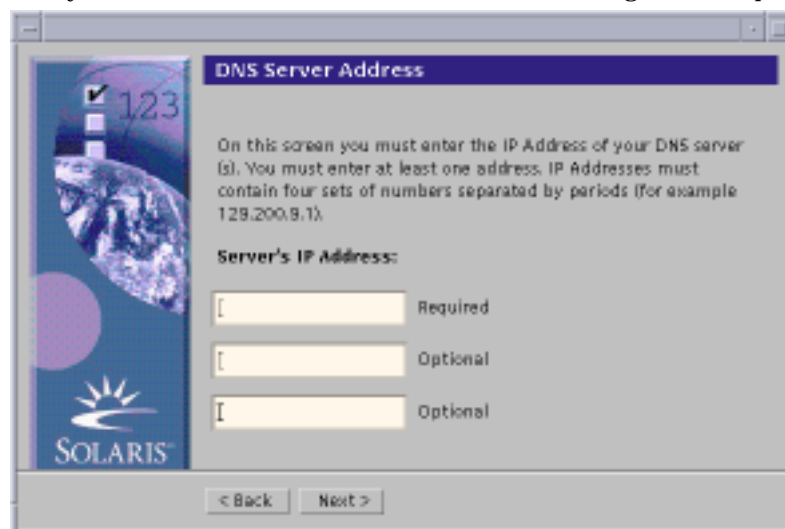 DNS Server Address
123
On this screen you must enter the IP Address of your DNS server
(s). You must enter at least one address. IP Addresses must
contain four sets of numbers separated by periods (for example
129.200.9.1).
Server's IP Address:
[ Required
[ Optional
[ Optional
SOLARIS™
< Back Next >